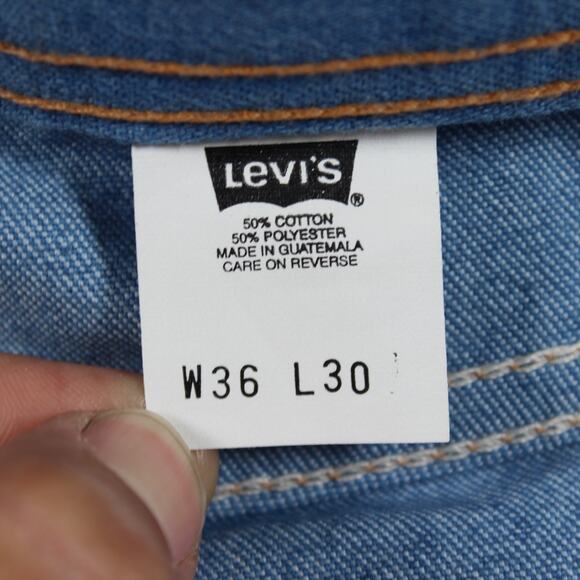 LEVI'S ®
50% COTTON
50% POLYESTER
MADE IN GUATEMALA
CARE ON REVERSE
W36 L30